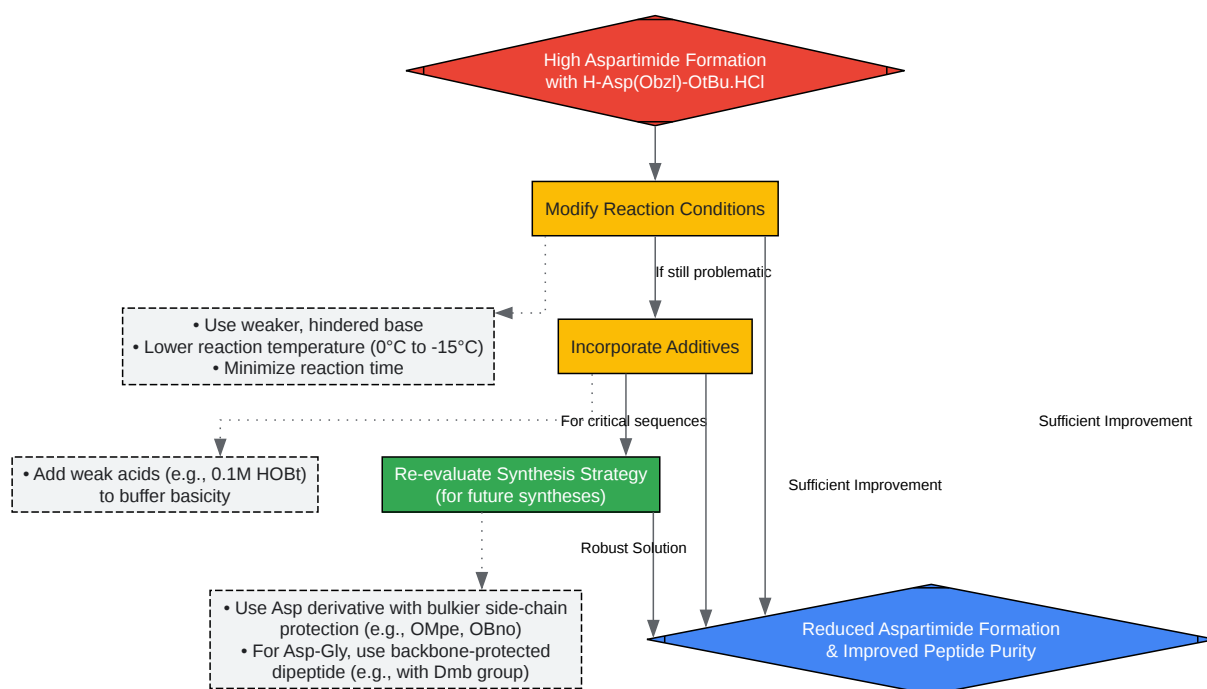 High Aspartimide Formation
with H-Asp(Obzl)-OtBu.HCl
Modify Reaction Conditions
If still problematic
• Use weaker, hindered base
• Lower reaction temperature (0°C to -15°C)
• Minimize reaction time
Incorporate Additives
For critical sequences
Sufficient Improvement
• Add weak acids (e.g., 0.1M HOBt)
to buffer basicity
Re-evaluate Synthesis Strategy
(for future syntheses)
Sufficient Improvement
Robust Solution
• Use Asp derivative with bulkier side-chain
protection (e.g., OMpe, OBno)
• For Asp-Gly, use backbone-protected
dipeptide (e.g., with Dmb group)
Reduced Aspartimide Formation
& Improved Peptide Purity